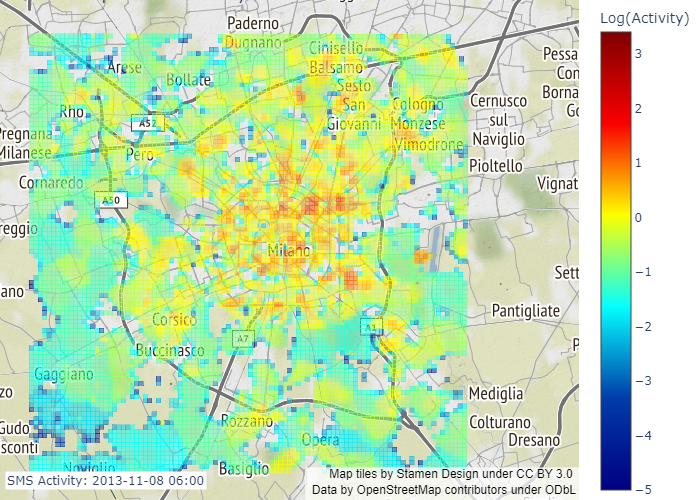 Log(Activity)
Paderno
Dugnano
Cinisello
Balsamo
Arese
Bollate
Sesto
San
Giovanni
Cologno
Monzese
Vimodrone
Pessa
Con
Borna
Go
Cernusco
sul
Naviglio
Rho
A52
Pregnana
Milanese
Pero
Pioltello
Cornaredo
Vignat
A50
reggio
Milano
Sett
ano
Pantigliate
Corsico
A1
A7
Buccinasco
P
Gaggiano
zo
Mediglia
Rozzano
Colturano
Gudo
sconti
Opera
Dresano
Noviglio
Basiglio
3
2
1
0
−1
−2
−3
−4
−5
SMS Activity: 2013-11-08 06:00
Map tiles by Stamen Design under CC BY 3.0
Data by OpenStreetMap contributors under ODbL